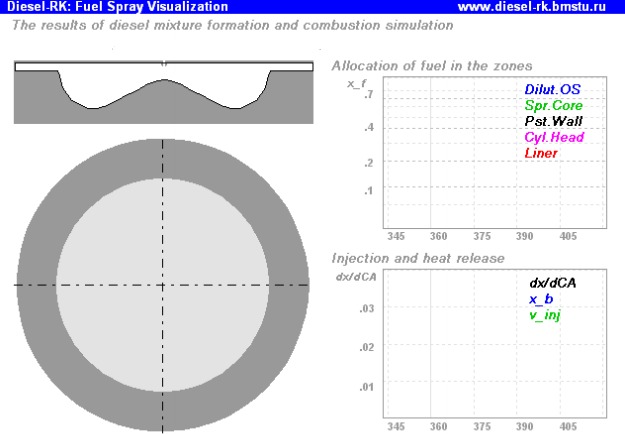 Diesel-RK: Fuel Spray Visualization www.diesel-rk.bmstu.ru
The results of diesel mixture formation and combustion simulation
Allocation of fuel in the zones
x_f
.7
Dilut.OS
Spr.Core
Pst.Wall
.4
Cyl.Head
Liner
.2
.1
345 360 375 390 405
Injection and heat release
dx/dCA
dx/dCA
x_b
.03
v_inj
.02
.01
345 360 375 390 405